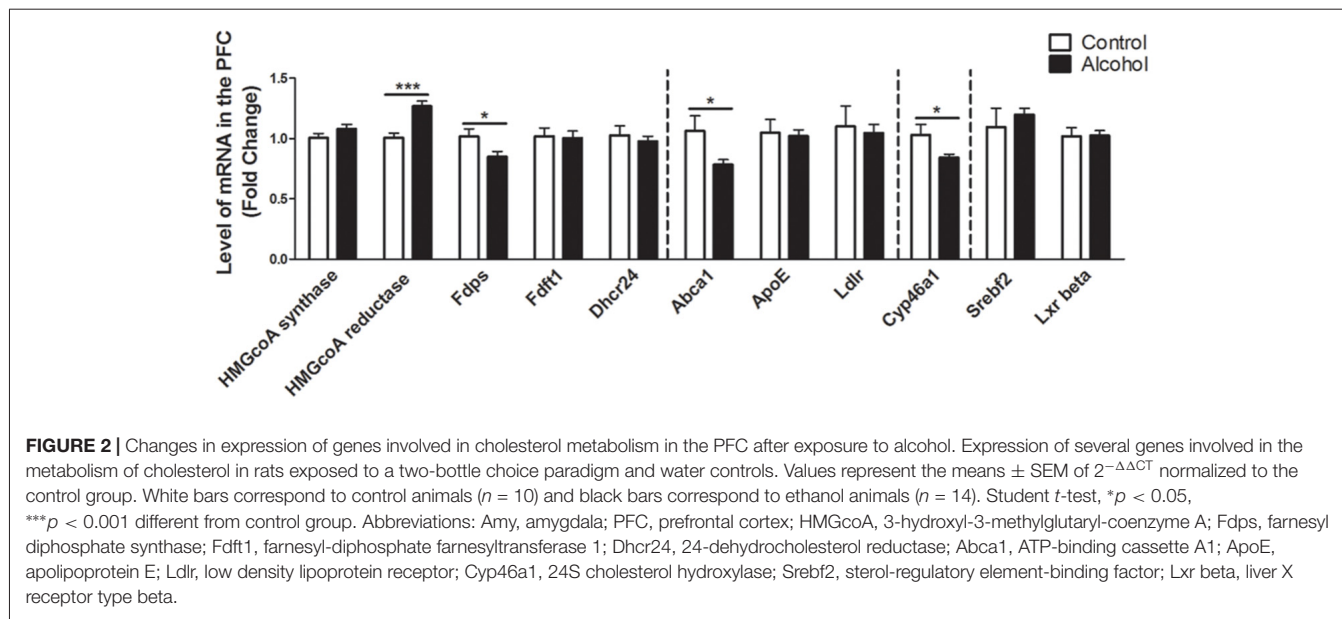 Control
Alcohol
Level of mRNA in the PFC
(Fold Change)
1.5
1.0
0.5
0.0
***
*
*
*
HMGcoA synthase
HMGcoA reductase
Fdps
Fdft1
Dhcr24
Abca1
ApoE
Ldlr
Cyp46a1
Srebf2
Lxr beta
FIGURE 2 | Changes in expression of genes involved in cholesterol metabolism in the PFC after exposure to alcohol. Expression of several genes involved in the
metabolism of cholesterol in rats exposed to a two-bottle choice paradigm and water controls. Values represent the means ± SEM of 2^−ΔΔCT normalized to the
control group. White bars correspond to control animals (n = 10) and black bars correspond to ethanol animals (n = 14). Student t-test, *p < 0.05,
***p < 0.001 different from control group. Abbreviations: Amy, amygdala; PFC, prefrontal cortex; HMGcoA, 3-hydroxyl-3-methylglutaryl-coenzyme A; Fdps, farnesyl
diphosphate synthase; Fdft1, farnesyl-diphosphate farnesyltransferase 1; Dhcr24, 24-dehydrocholesterol reductase; Abca1, ATP-binding cassette A1; ApoE,
apolipoprotein E; Ldlr, low density lipoprotein receptor; Cyp46a1, 24S cholesterol hydroxylase; Srebf2, sterol-regulatory element-binding factor; Lxr beta, liver X
receptor type beta.